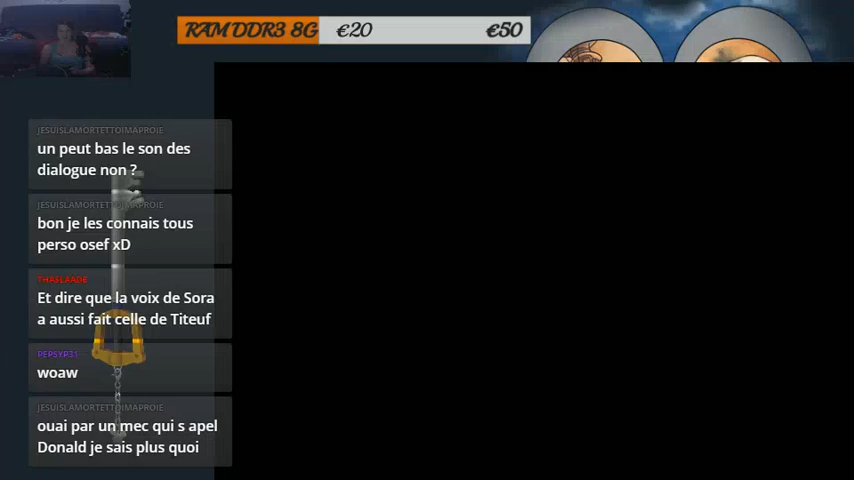 RAM DDR3 8G €20 €50
JESUISLAMORTETTOIMAPROIE
un peut bas le son des
dialogue non ?
JESUISLAMORTETTOIMAPROIE
bon je les connais tous
perso osef xD
THASLAADE
Et dire que la voix de Sora
a aussi fait celle de Titeuf
PEPSYR31
woaw
JESUISLAMORTETTOIMAPROIE
ouai par un mec qui s apel
Donald je sais plus quoi